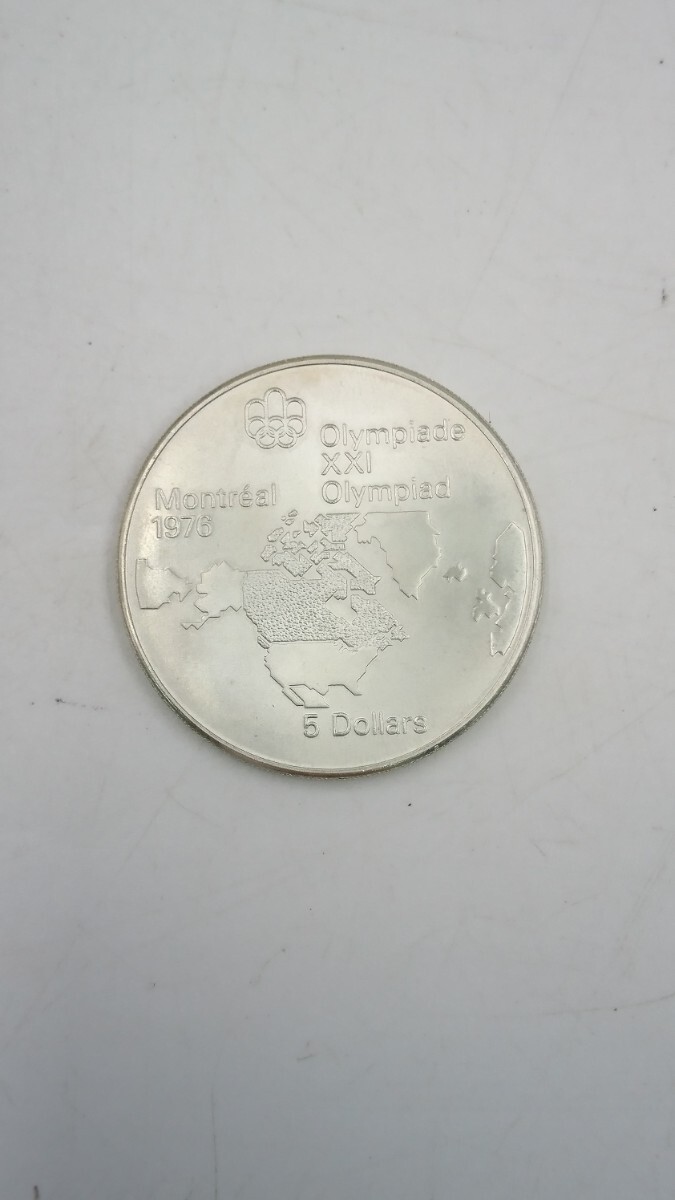 Olympiade
XXI
Olympiad
Montréal
1976
5 Dollars